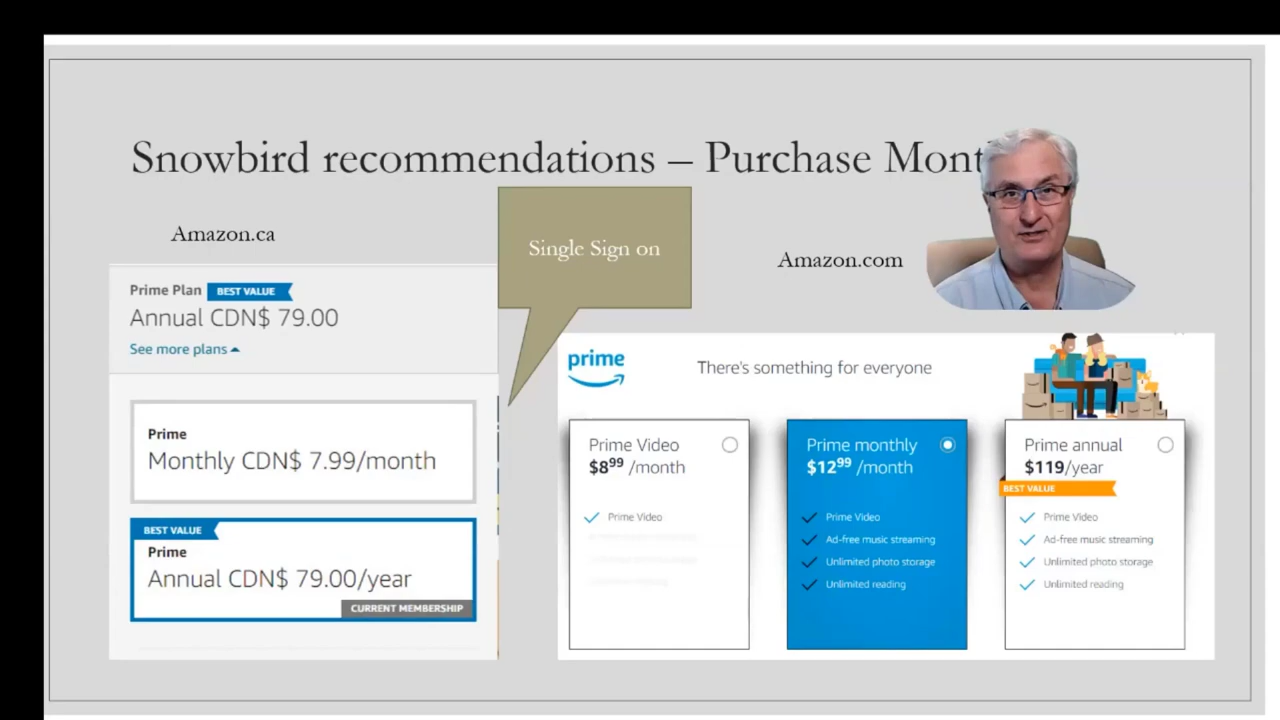 Snowbird recommendations – Purchase Mont
Amazon.ca
Single Sign on
Amazon.com
Prime Plan BEST VALUE
Annual CDN$ 79.00
See more plans
Prime
Monthly CDN$ 7.99/month
BEST VALUE
Prime
Annual CDN$ 79.00/year
CURRENT MEMBERSHIP
prime
There's something for everyone
Prime Video
$8⁹⁹ /month
Prime Video
Prime monthly
$12⁹⁹ /month
Prime Video
Ad-free music streaming
Unlimited photo storage
Unlimited reading
Prime annual
$119/year
BEST VALUE
Prime Video
Ad-free music streaming
Unlimited photo storage
Unlimited reading